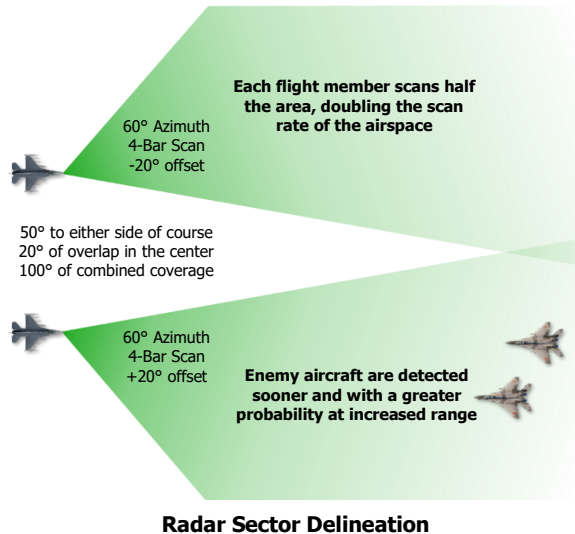 Each flight member scans half
the area, doubling the scan
rate of the airspace
60° Azimuth
4-Bar Scan
-20° offset
50° to either side of course
20° of overlap in the center
100° of combined coverage
60° Azimuth
4-Bar Scan
+20° offset
Enemy aircraft are detected
sooner and with a greater
probability at increased range
Radar Sector Delineation